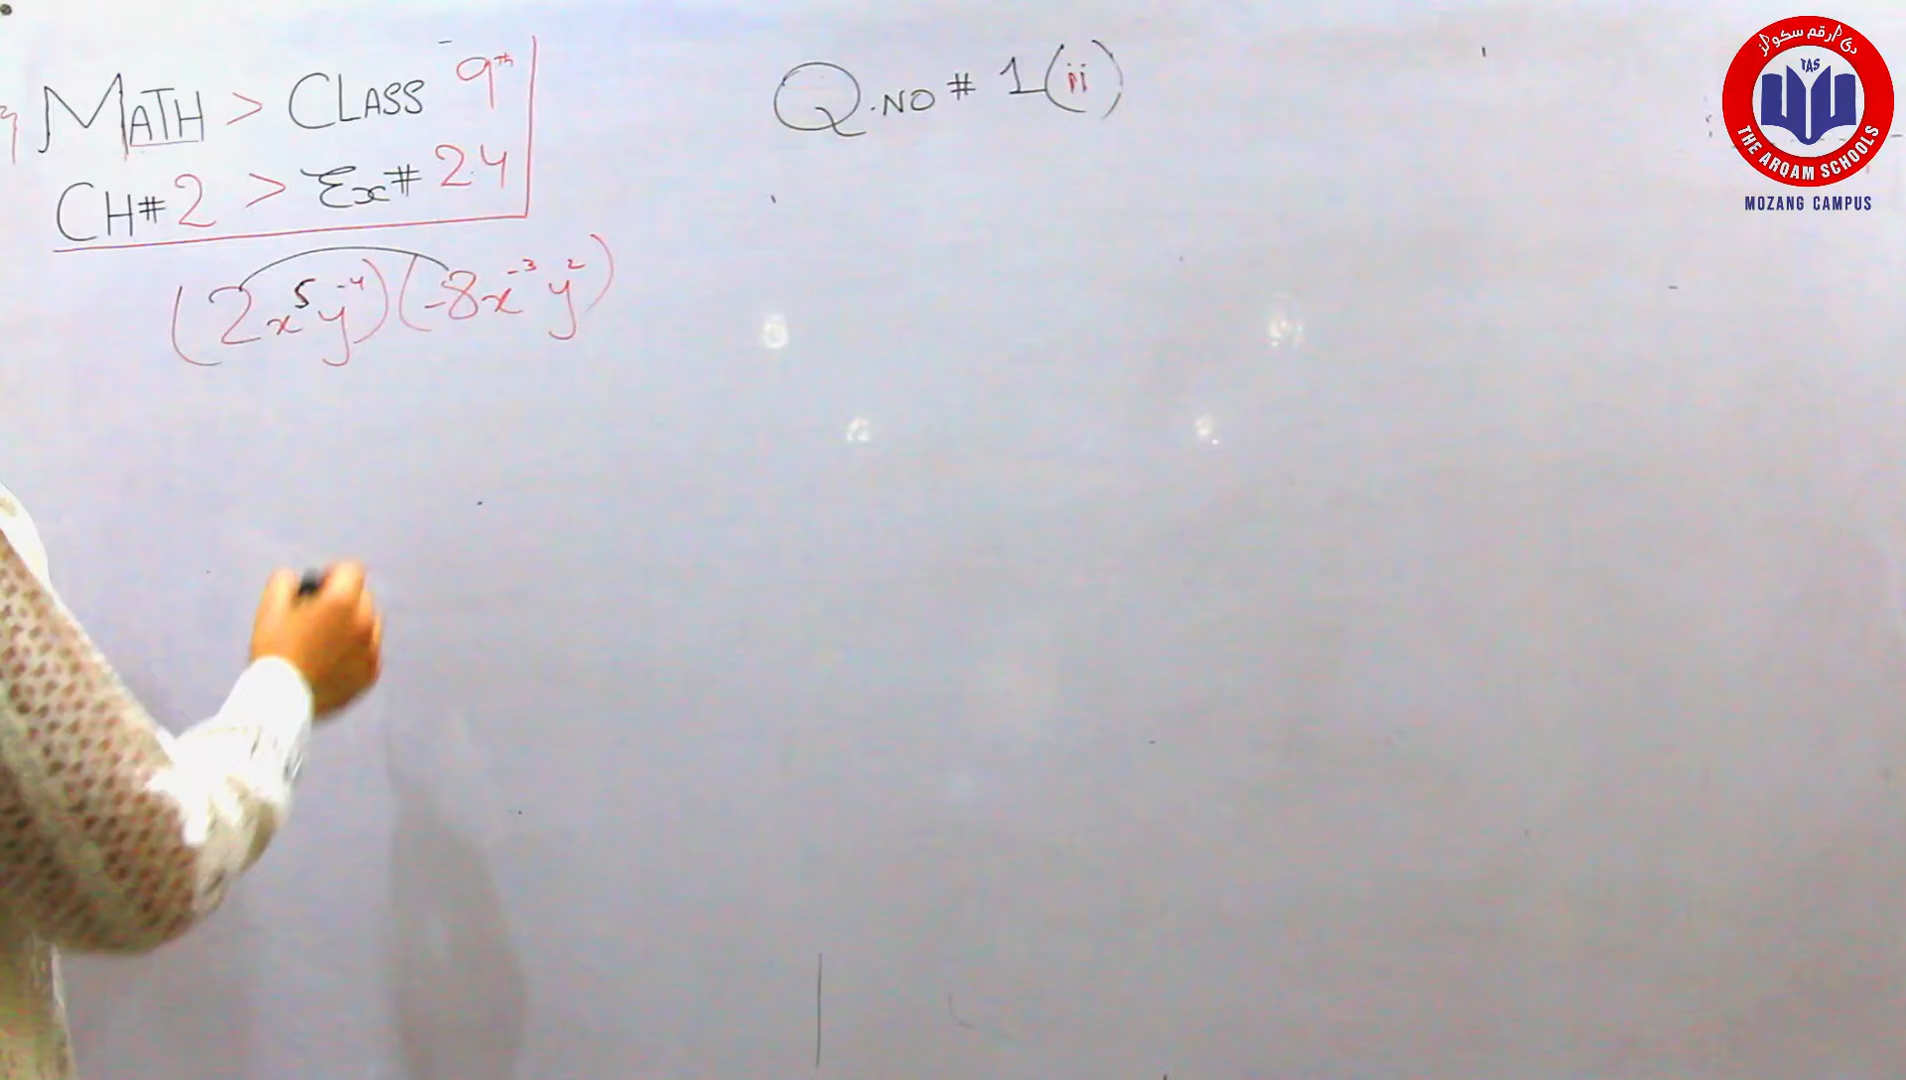 MATH > CLASS 9th
CH# 2 > Ex# 2.4
Q.NO # 1(ii)
(2x⁵y⁻⁴)(-8x⁻³y²)
دی ارقم سکولز
TAS
THE ARQAM SCHOOLS
MOZANG CAMPUS